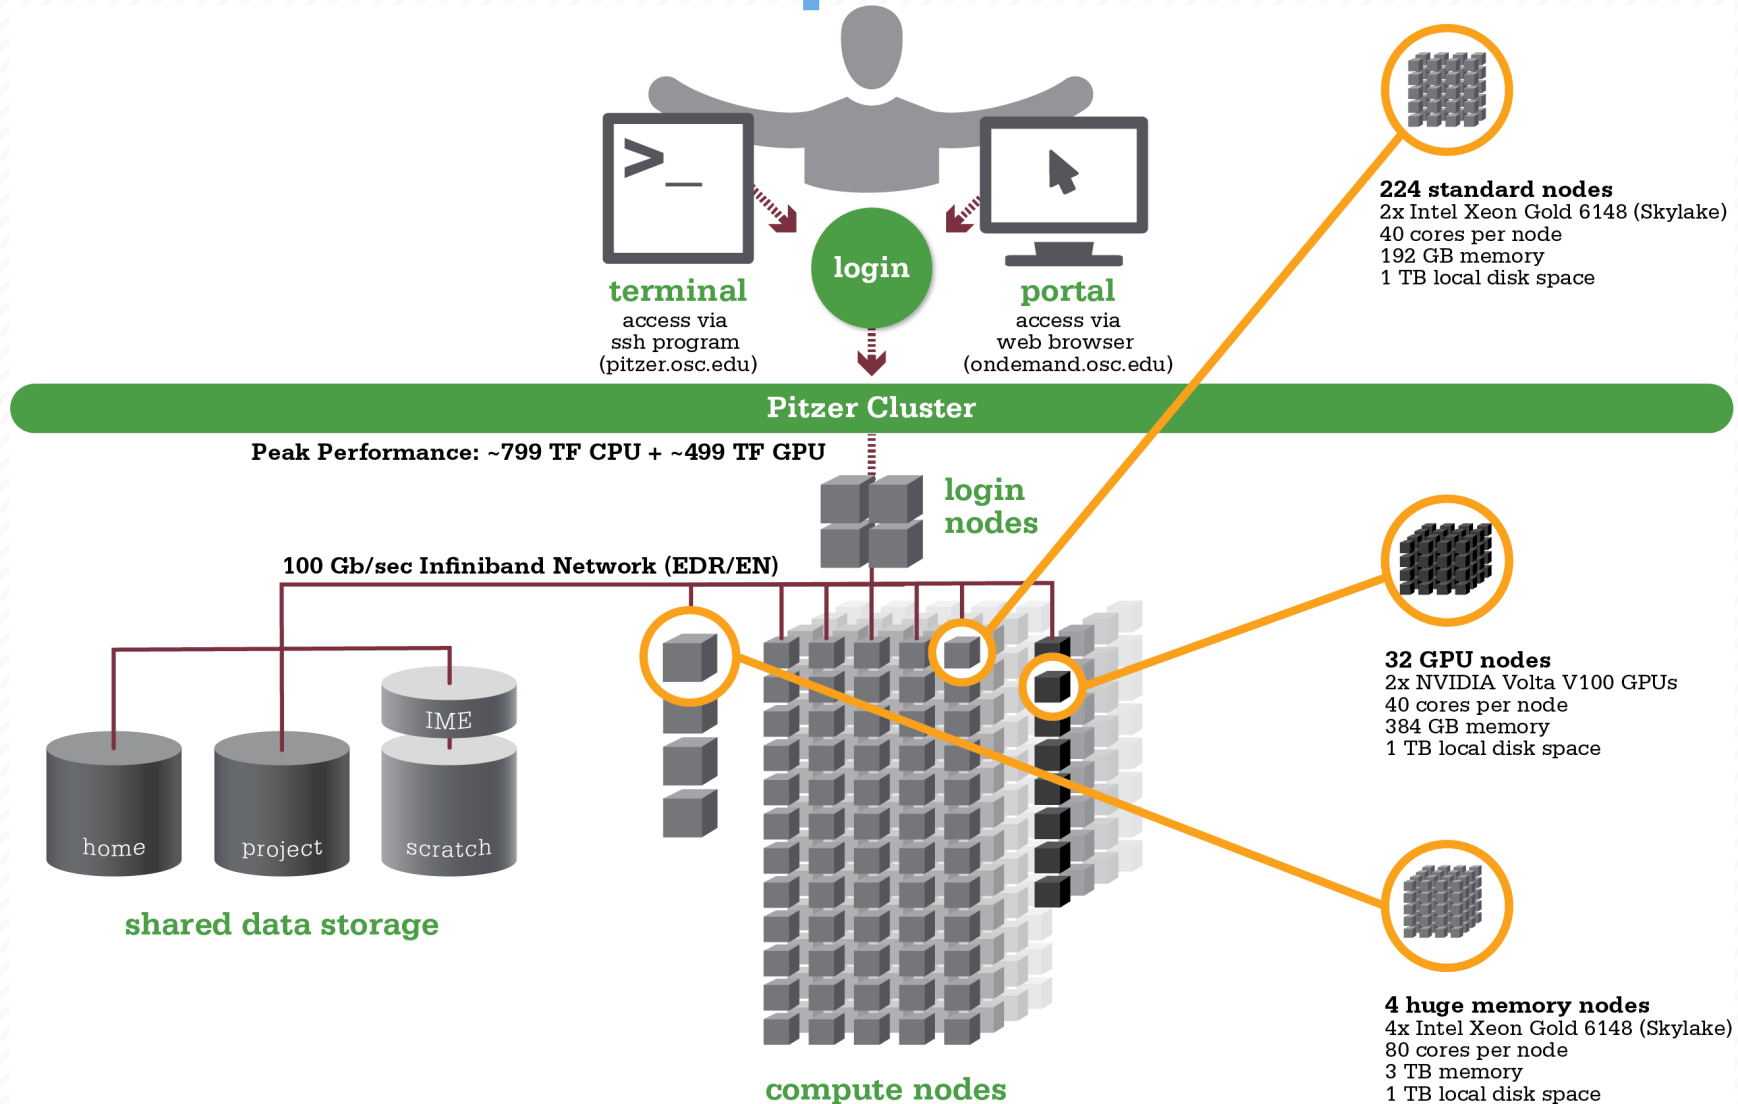 >_
login
terminal
access via
ssh program
(pitzer.osc.edu)
portal
access via
web browser
(ondemand.osc.edu)
224 standard nodes
2x Intel Xeon Gold 6148 (Skylake)
40 cores per node
192 GB memory
1 TB local disk space
Pitzer Cluster
Peak Performance: ~799 TF CPU + ~499 TF GPU
login
nodes
100 Gb/sec Infiniband Network (EDR/EN)
IME
home
project
scratch
shared data storage
compute nodes
32 GPU nodes
2x NVIDIA Volta V100 GPUs
40 cores per node
384 GB memory
1 TB local disk space
4 huge memory nodes
4x Intel Xeon Gold 6148 (Skylake)
80 cores per node
3 TB memory
1 TB local disk space